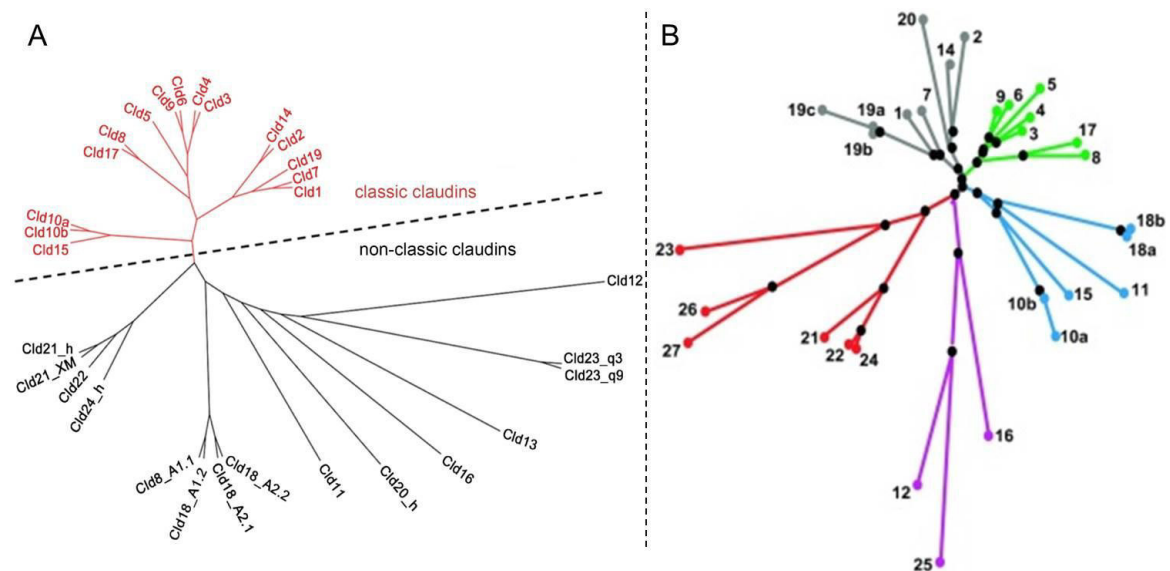 A
Cld9
Cld6
Cld4
Cld3
Cld5
Cld8
Cld17
Cld14
Cld2
Cld19
Cld7
Cld1
classic claudins
Cld10a
Cld10b
Cld15
non-classic claudins
Cld12
Cld21_h
Cld21_XM
Cld22
Cld24_h
Cld23_q3
Cld23_q9
Cld13
Cld16
Cld20_h
Cld11
Cld8_A1.1
Cld18_A1.2
Cld18_A2.1
Cld18_A2.2
B
20
2
14
7
1
19c
19a
19b
9
6
5
4
3
17
8
18b
18a
11
15
10b
10a
23
26
27
21
22
24
16
12
25